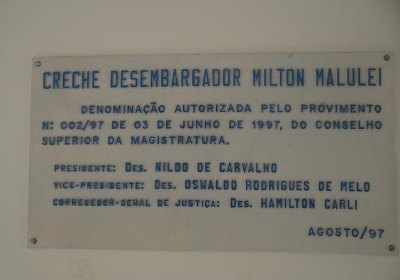 CRECHE DESEMBARGADOR MILTON MALULEI
DENOMINAÇÃO AUTORIZADA PELO PROVIMENTO
Nº 002/97 DE 03 DE JUNHO DE 1997, DO CONSELHO
SUPERIOR DA MAGISTRATURA.
PRESIDENTE: DES. NILDO DE CARVALHO
VICE-PRESIDENTE: DES. OSWALDO RODRIGUES DE MELO
CORREGEDOR-GERAL DE JUSTIÇA: DES. HAMILTON CARLI
AGOSTO/97